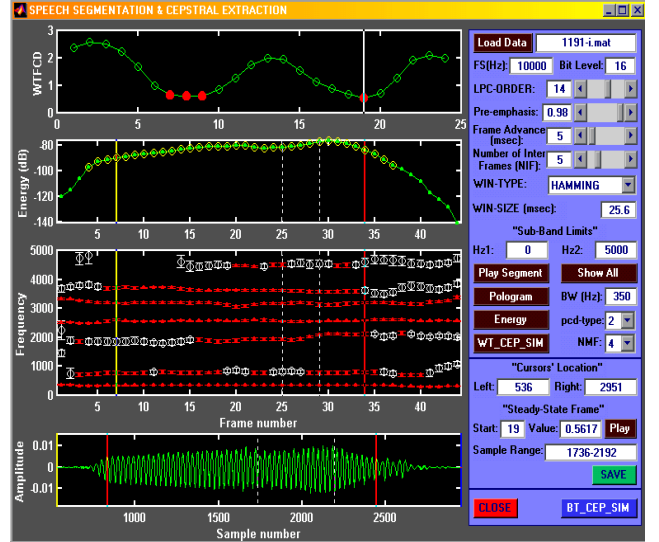 SPEECH SEGMENTATION & CEPSTRAL EXTRACTION
WTFCD
3
2
1
0
0 5 10 15 20 25
Energy (dB)
-80
-100
-120
-140
5 10 15 20 25 30 35 40
Frequency
5000
4000
3000
2000
1000
0
5 10 15 20 25 30 35 40
Frame number
Amplitude
0.01
0
-0.01
1000 1500 2000 2500
Sample number
Load Data 1191-i.mat
FS(Hz): 10000 Bit Level: 16
LPC-ORDER: 14
Pre-emphasis: 0.98
Frame Advance (msec): 5
Number of Inter Frames (NIF): 5
WIN-TYPE: HAMMING
WIN-SIZE (msec): 25.6
"Sub-Band Limits"
Hz1: 0 Hz2: 5000
Play Segment Show All
Pologram BW (Hz): 350
Energy pcd-type: 2
WT_CEP_SIM NMF: 4
"Cursors' Location"
Left: 536 Right: 2951
"Steady-State Frame"
Start: 19 Value: 0.5617 Play
Sample Range: 1736-2192
SAVE
CLOSE BT_CEP_SIM